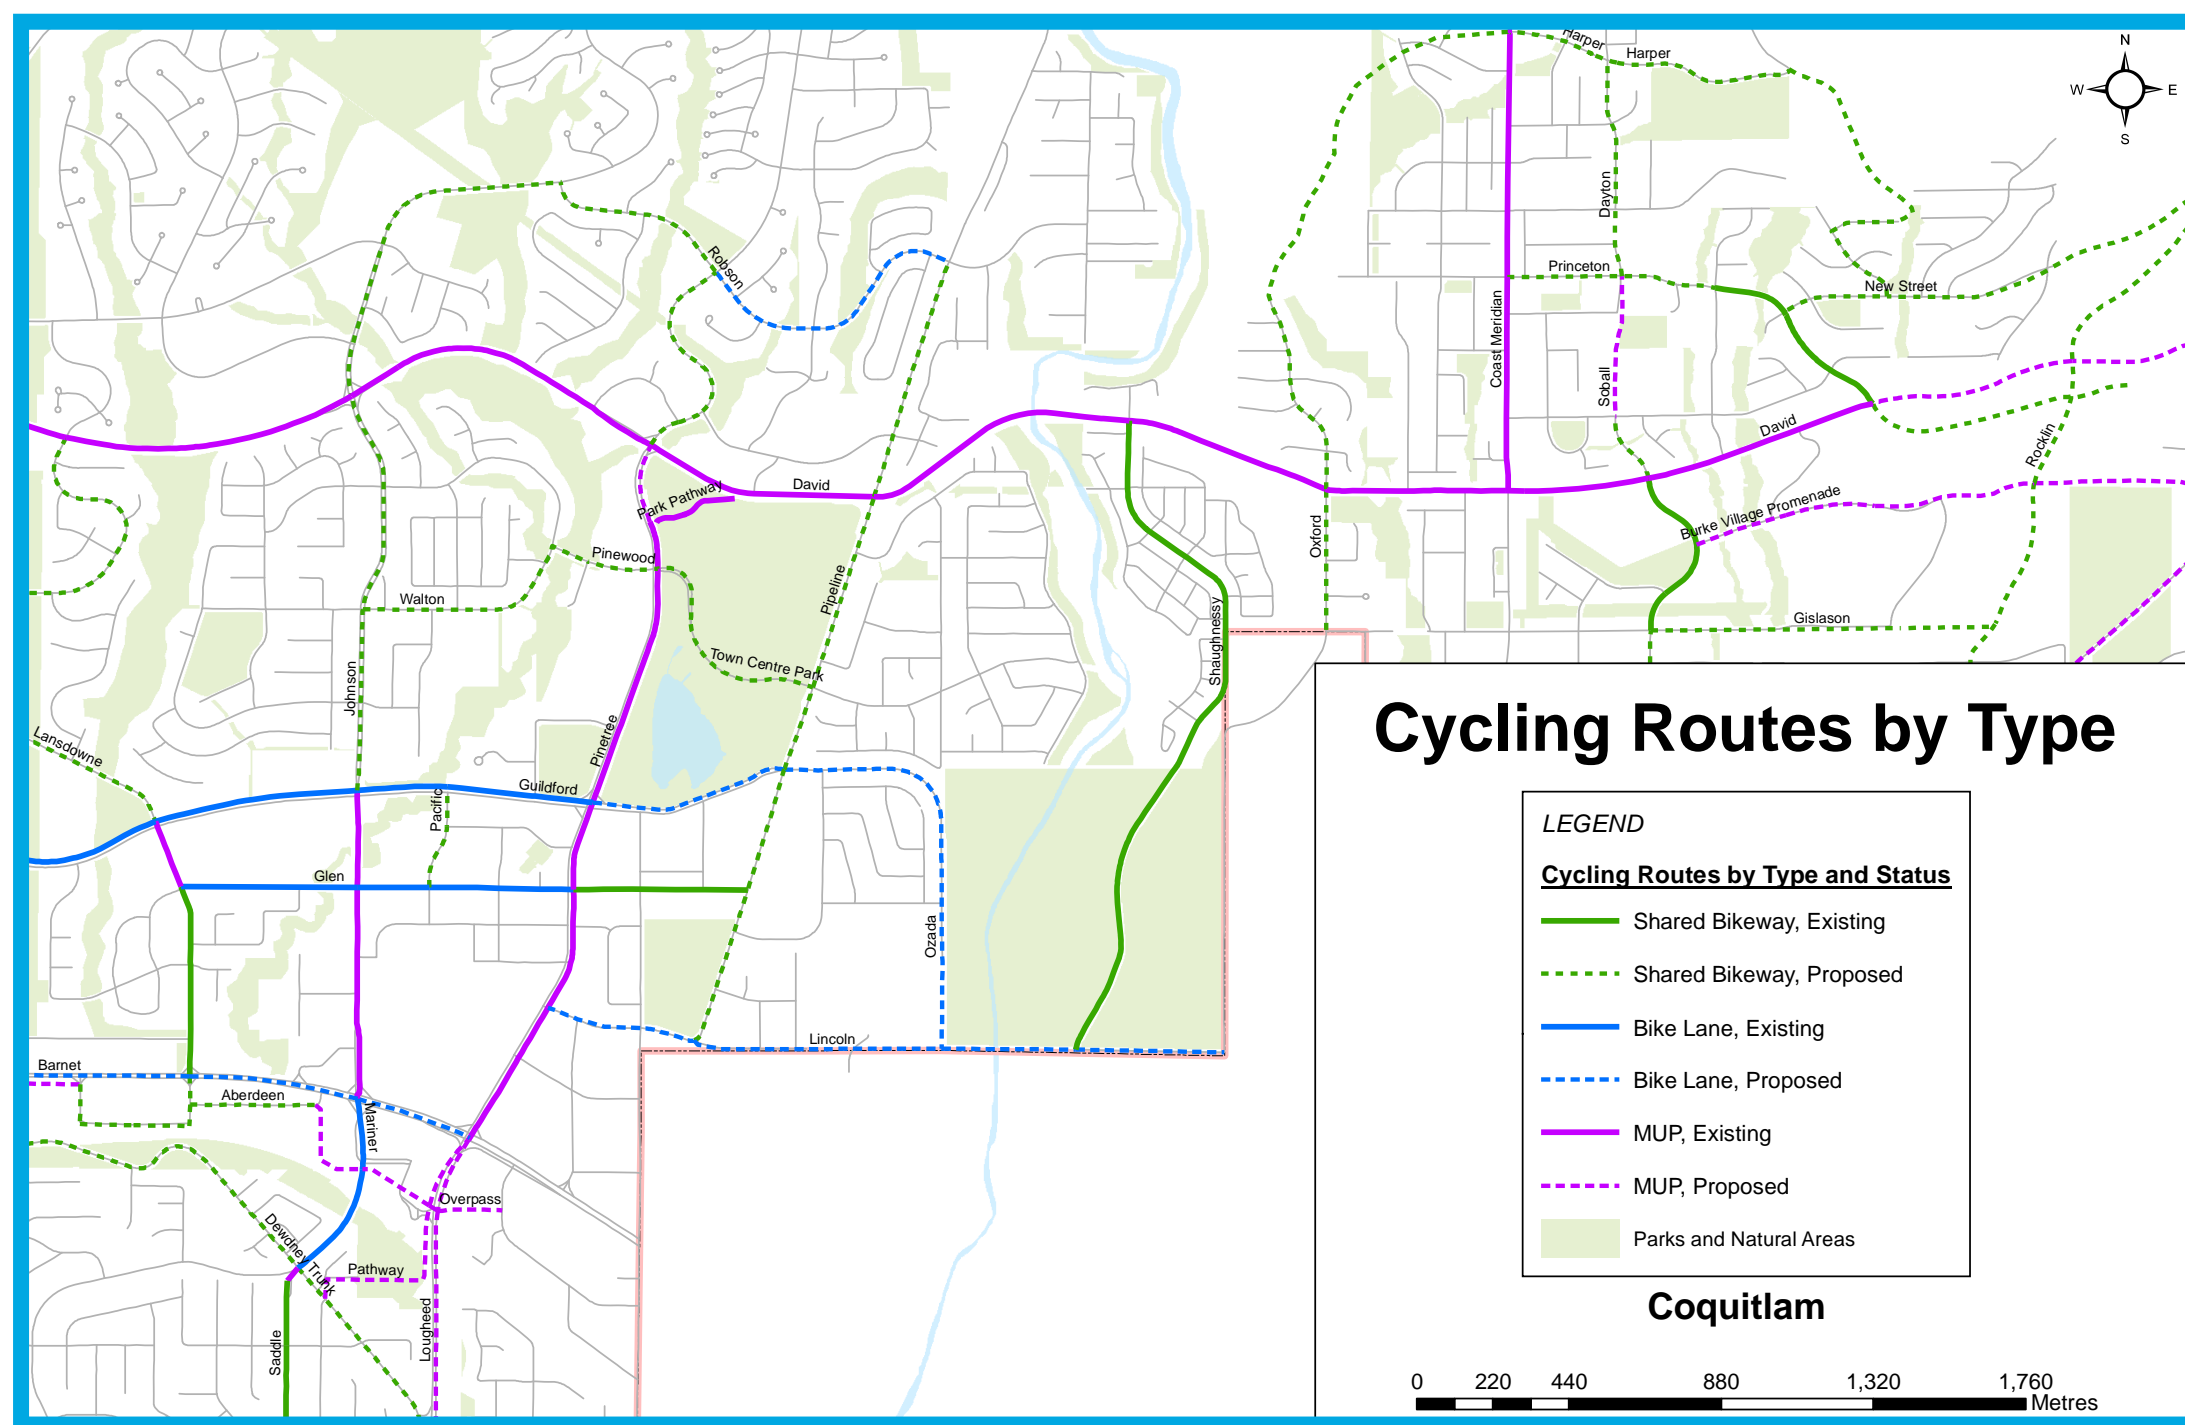 Harper
Harper
N
W
E
S
Dayton
Robson
Princeton
New Street
Coast Meridian
Soball
David
Rocklin
David
Park Pathway
Burke Village Promenade
Oxford
Pinewood
Pipeline
Walton
Shaughnessy
Gislason
Town Centre Park
Johnson
Lansdowne
Pinetree
Guildford
Pacific
Glen
Ozada
Lincoln
Barnet
Aberdeen
Mariner
Overpass
Dewdney Trunk
Pathway
Lougheed
Saddle
Cycling Routes by Type
LEGEND
Cycling Routes by Type and Status
Shared Bikeway, Existing
Shared Bikeway, Proposed
Bike Lane, Existing
Bike Lane, Proposed
MUP, Existing
MUP, Proposed
Parks and Natural Areas
Coquitlam
0 220 440 880 1,320 1,760
Metres